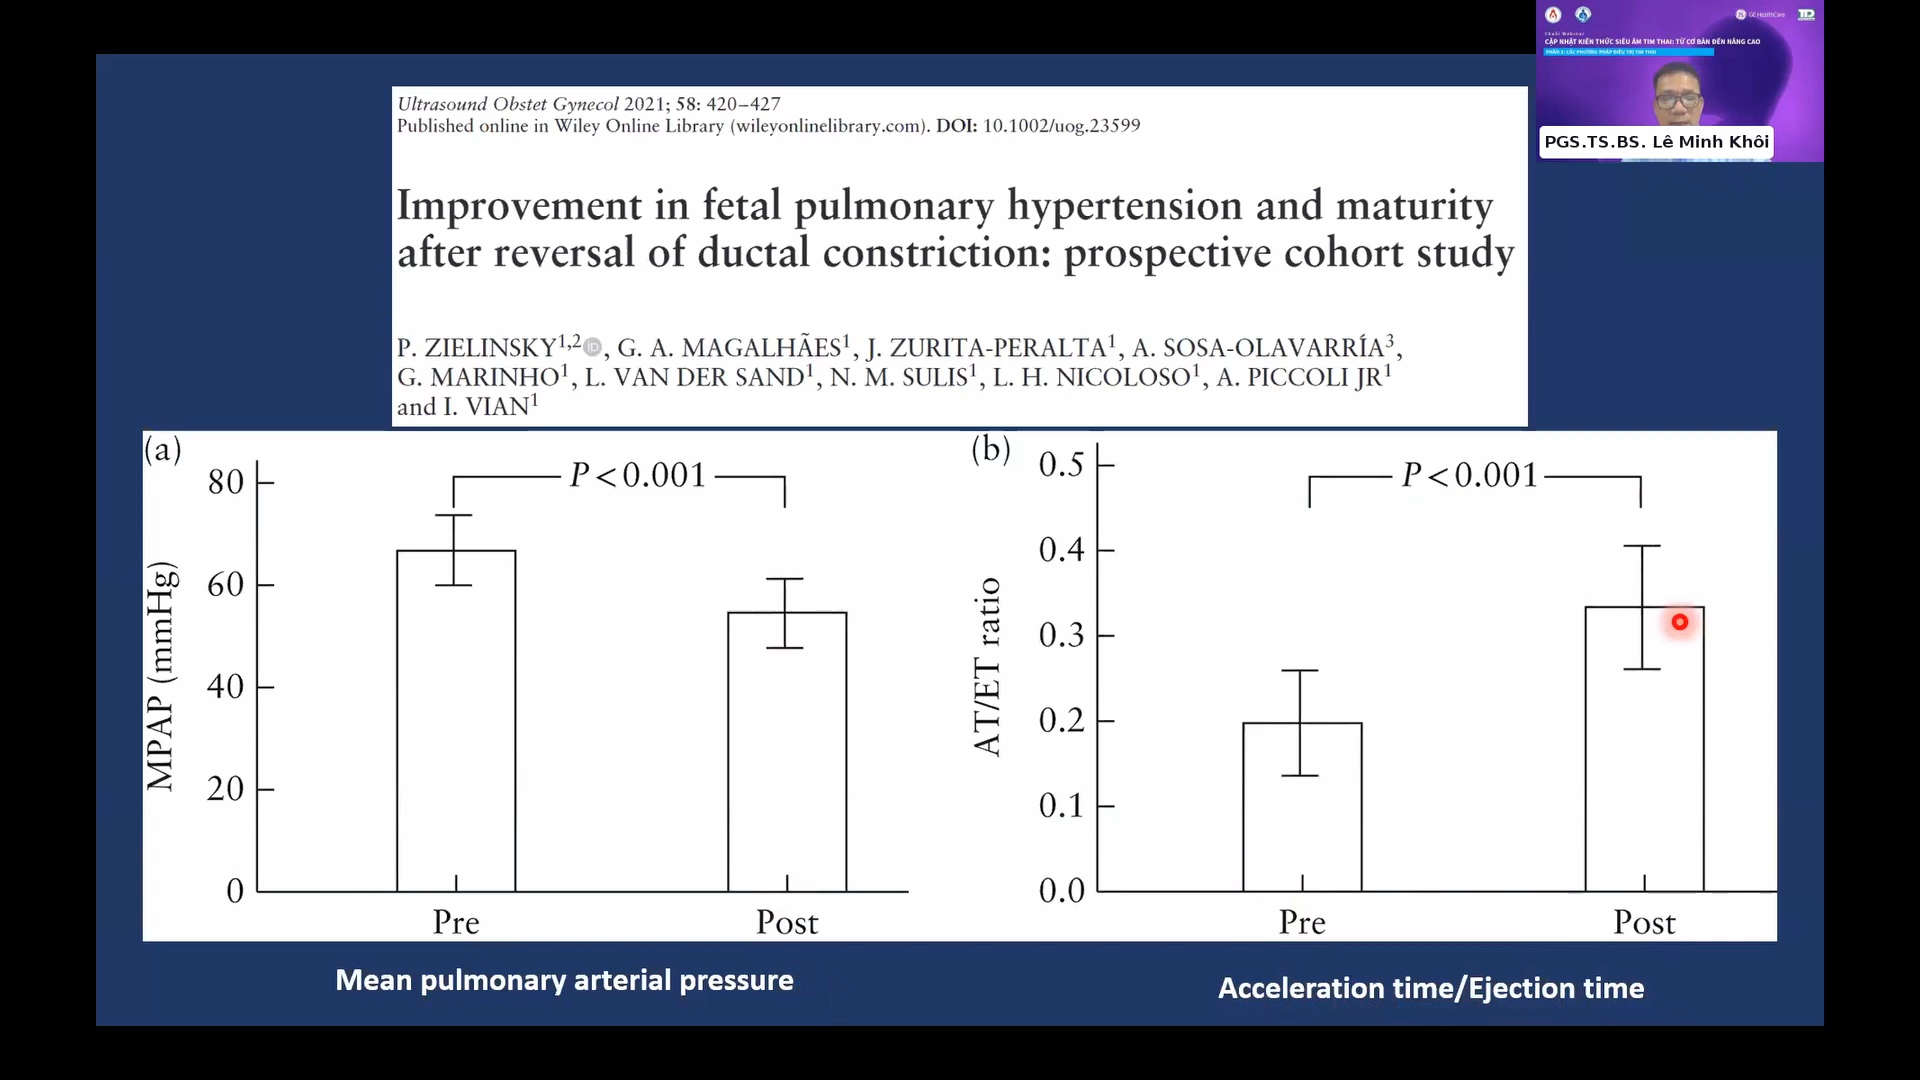 Ultrasound Obstet Gynecol 2021; 58: 420–427
Published online in Wiley Online Library (wileyonlinelibrary.com). DOI: 10.1002/uog.23599
Improvement in fetal pulmonary hypertension and maturity
after reversal of ductal constriction: prospective cohort study
P. ZIELINSKY1,2 iD, G. A. MAGALHÃES1, J. ZURITA-PERALTA1, A. SOSA-OLAVARRÍA3,
G. MARINHO1, L. VAN DER SAND1, N. M. SULIS1, L. H. NICOLOSO1, A. PICCOLI JR1
and I. VIAN1
GE HealthCare
TD
Chuỗi Webinar
CẬP NHẬT KIẾN THỨC SIÊU ÂM TIM THAI: TỪ CƠ BẢN ĐẾN NÂNG CAO
PGS.TS.BS. Lê Minh Khôi
(a)
MPAP (mmHg)
80
60
40
20
0
P < 0.001
Pre
Post
Mean pulmonary arterial pressure
(b)
AT/ET ratio
0.5
0.4
0.3
0.2
0.1
0.0
P < 0.001
Pre
Post
Acceleration time/Ejection time